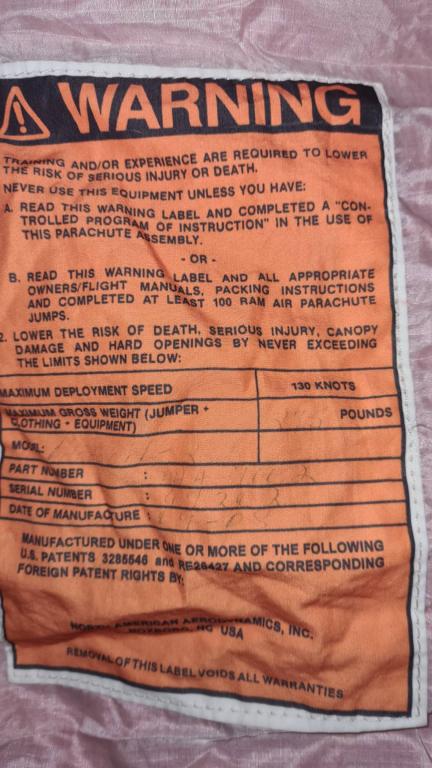 WARNING
TRAINING AND/OR EXPERIENCE ARE REQUIRED TO LOWER
THE RISK OF SERIOUS INJURY OR DEATH.
NEVER USE THIS EQUIPMENT UNLESS YOU HAVE:
A. READ THIS WARNING LABEL AND COMPLETED A "CON-
TROLLED PROGRAM OF INSTRUCTION" IN THE USE OF
THIS PARACHUTE ASSEMBLY.
- OR -
B. READ THIS WARNING LABEL AND ALL APPROPRIATE
OWNERS/FLIGHT MANUALS, PACKING INSTRUCTIONS
AND COMPLETED AT LEAST 100 RAM AIR PARACHUTE
JUMPS.
2. LOWER THE RISK OF DEATH, SERIOUS INJURY, CANOPY
DAMAGE AND HARD OPENINGS BY NEVER EXCEEDING
THE LIMITS SHOWN BELOW:
MAXIMUM DEPLOYMENT SPEED 130 KNOTS
MAXIMUM GROSS WEIGHT (JUMPER + POUNDS
CLOTHING + EQUIPMENT)
MODEL:
PART NUMBER :
SERIAL NUMBER :
DATE OF MANUFACTURE :
MANUFACTURED UNDER ONE OR MORE OF THE FOLLOWING
U.S. PATENTS 3285546 and RE26427 AND CORRESPONDING
FOREIGN PATENT RIGHTS BY:
NORTH AMERICAN AERODYNAMICS, INC.
ROXBORO, NC USA
REMOVAL OF THIS LABEL VOIDS ALL WARRANTIES